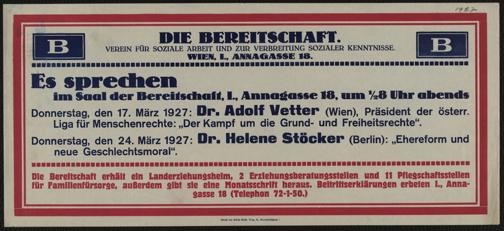 1927
DIE BEREITSCHAFT.
B
B
VEREIN FÜR SOZIALE ARBEIT UND ZUR VERBREITUNG SOZIALER KENNTNISSE.
WIEN, I., ANNAGASSE 18.
Es sprechen
im Saal der Bereitschaft, I., Annagasse 18, um ½8 Uhr abends
Donnerstag, den 17. März 1927: Dr. Adolf Vetter (Wien), Präsident der österr.
Liga für Menschenrechte: „Der Kampf um die Grund- und Freiheitsrechte“.
Donnerstag, den 24. März 1927: Dr. Helene Stöcker (Berlin): „Ehereform und
neue Geschlechtsmoral“.
Die Bereitschaft erhält ein Landerziehungsheim, 2 Erziehungsberatungsstellen und 11 Pflegschaftsstellen
für Familienfürsorge, außerdem gibt sie eine Monatsschrift heraus. Beitrittserklärungen erbeten I., Anna-
gasse 18 (Telephon 72-1-50.)